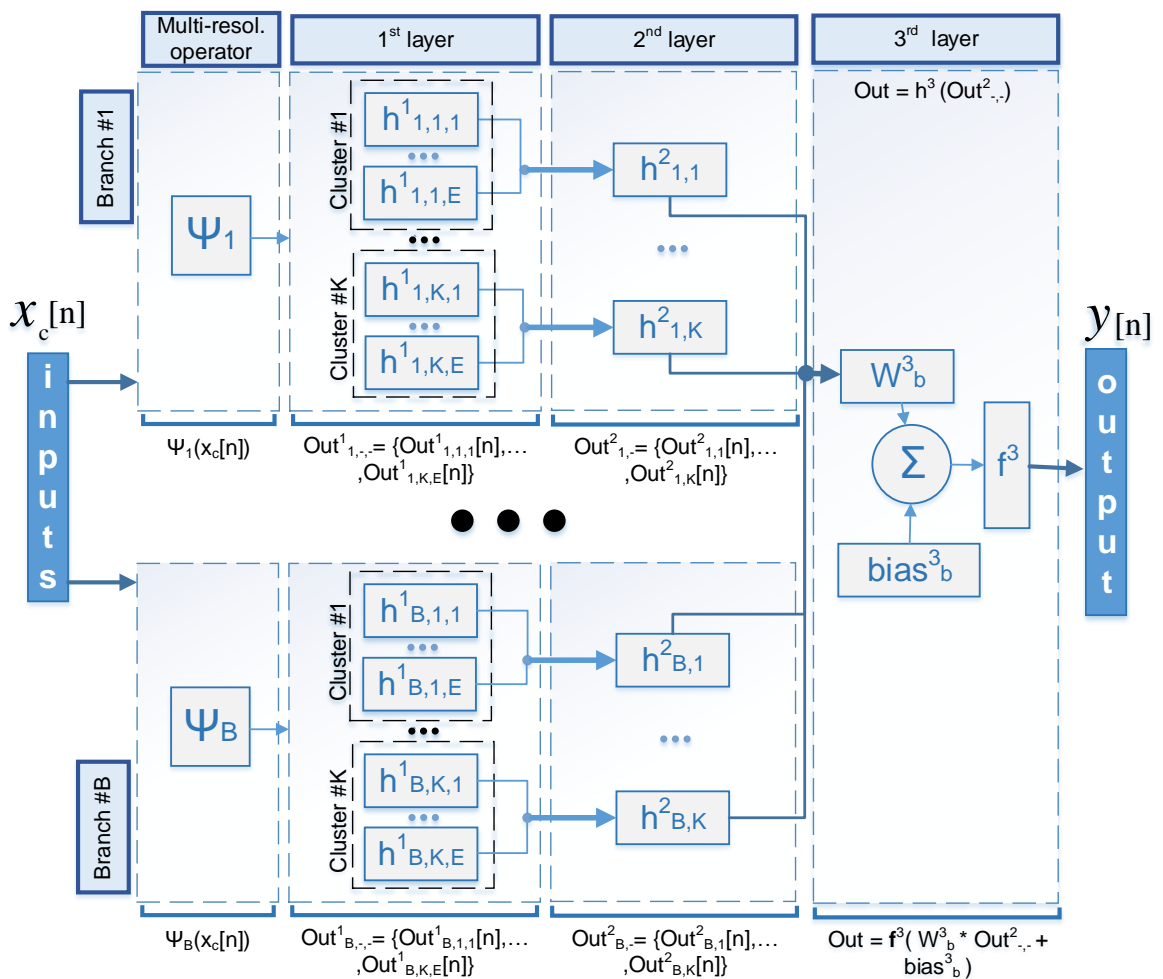 Multi-resol. operator
1st layer
2nd layer
3rd layer
Branch #1
Ψ1
Cluster #1
h11,1,1
•••
h11,1,E
•••
Cluster #K
h11,K,1
•••
h11,K,E
h21,1
•••
h21,K
Out = h3 (Out2-,-)
xc[n]
inputs
W3b
Σ
bias3b
f3
y[n]
output
Ψ1(xc[n])
Out11,-,-= {Out11,1,1[n],…
,Out11,K,E[n]}
Out21,-= {Out21,1[n],…
,Out21,K[n]}
• • •
Branch #B
ΨB
Cluster #1
h1B,1,1
•••
h1B,1,E
•••
Cluster #K
h1B,K,1
•••
h1B,K,E
h2B,1
•••
h2B,K
ΨB(xc[n])
Out1B,-,-= {Out1B,1,1[n],…
,Out1B,K,E[n]}
Out2B,-= {Out2B,1[n],…
,Out2B,K[n]}
Out = f3( W3b * Out2-,- +
bias3b )